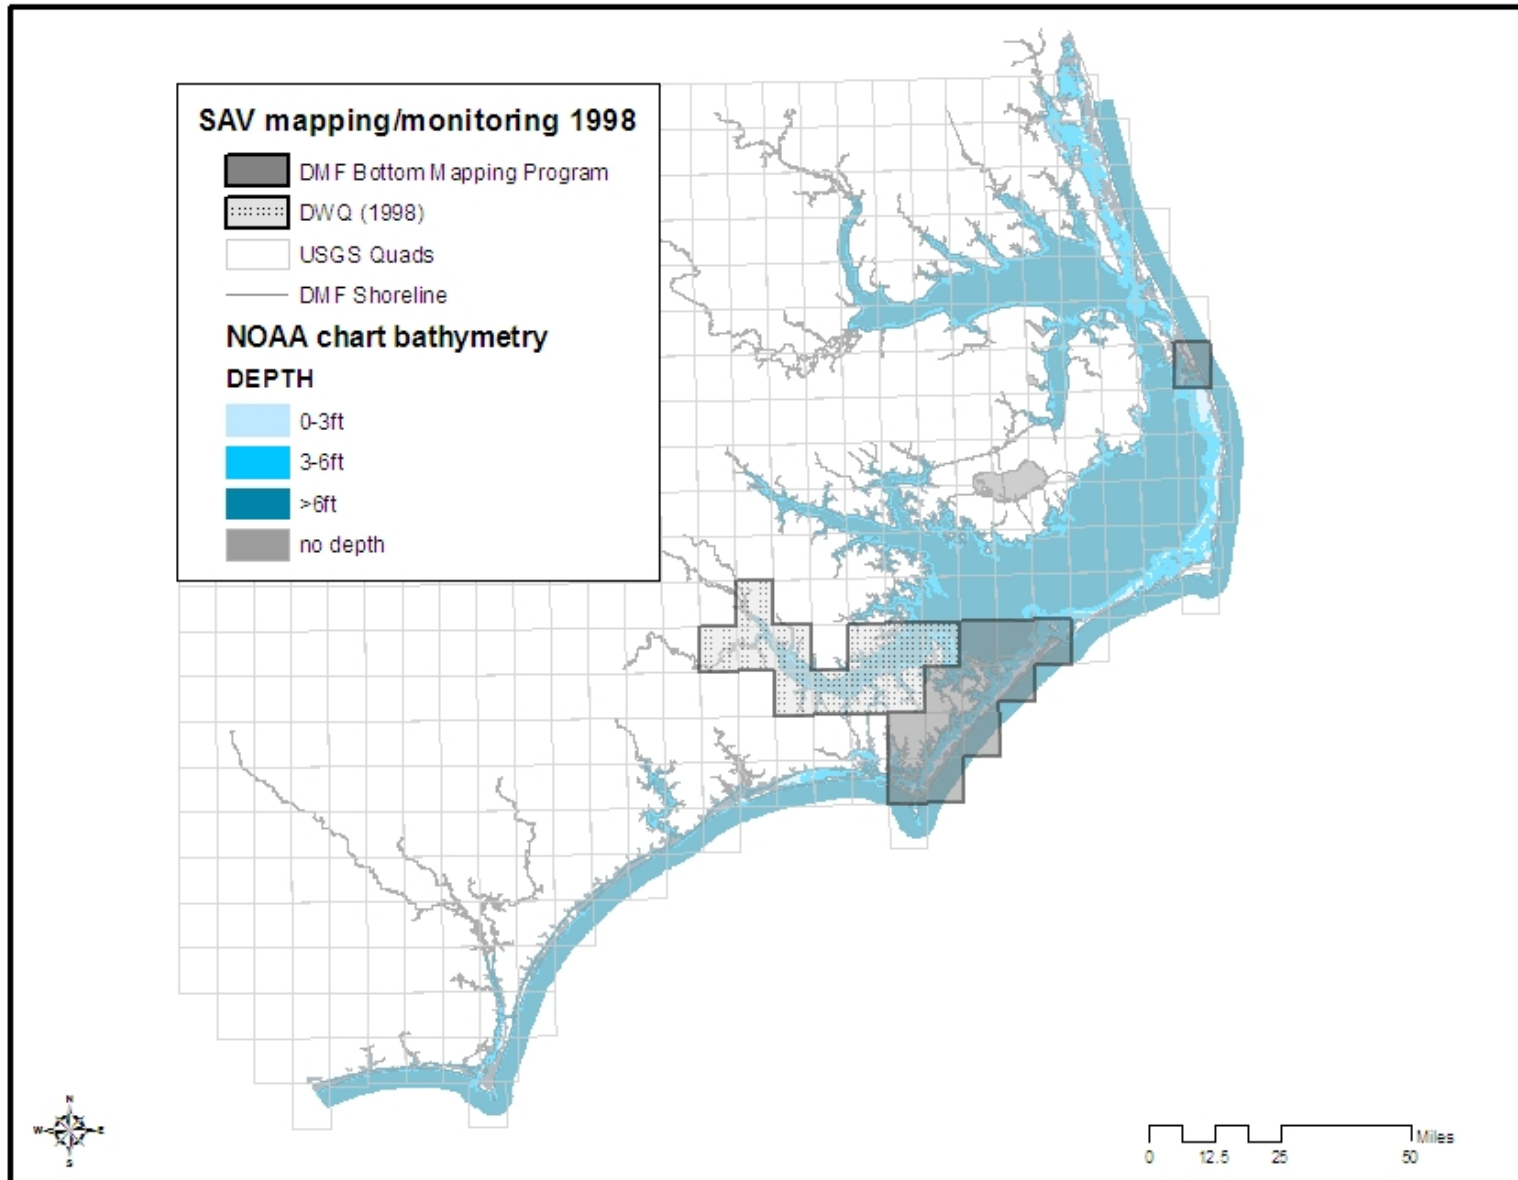 SAV mapping/monitoring 1998
DMF Bottom Mapping Program
DWQ (1998)
USGS Quads
DMF Shoreline
NOAA chart bathymetry
DEPTH
0-3ft
3-6ft
>6ft
no depth
N
W E
S
Miles
0 12.5 25 50